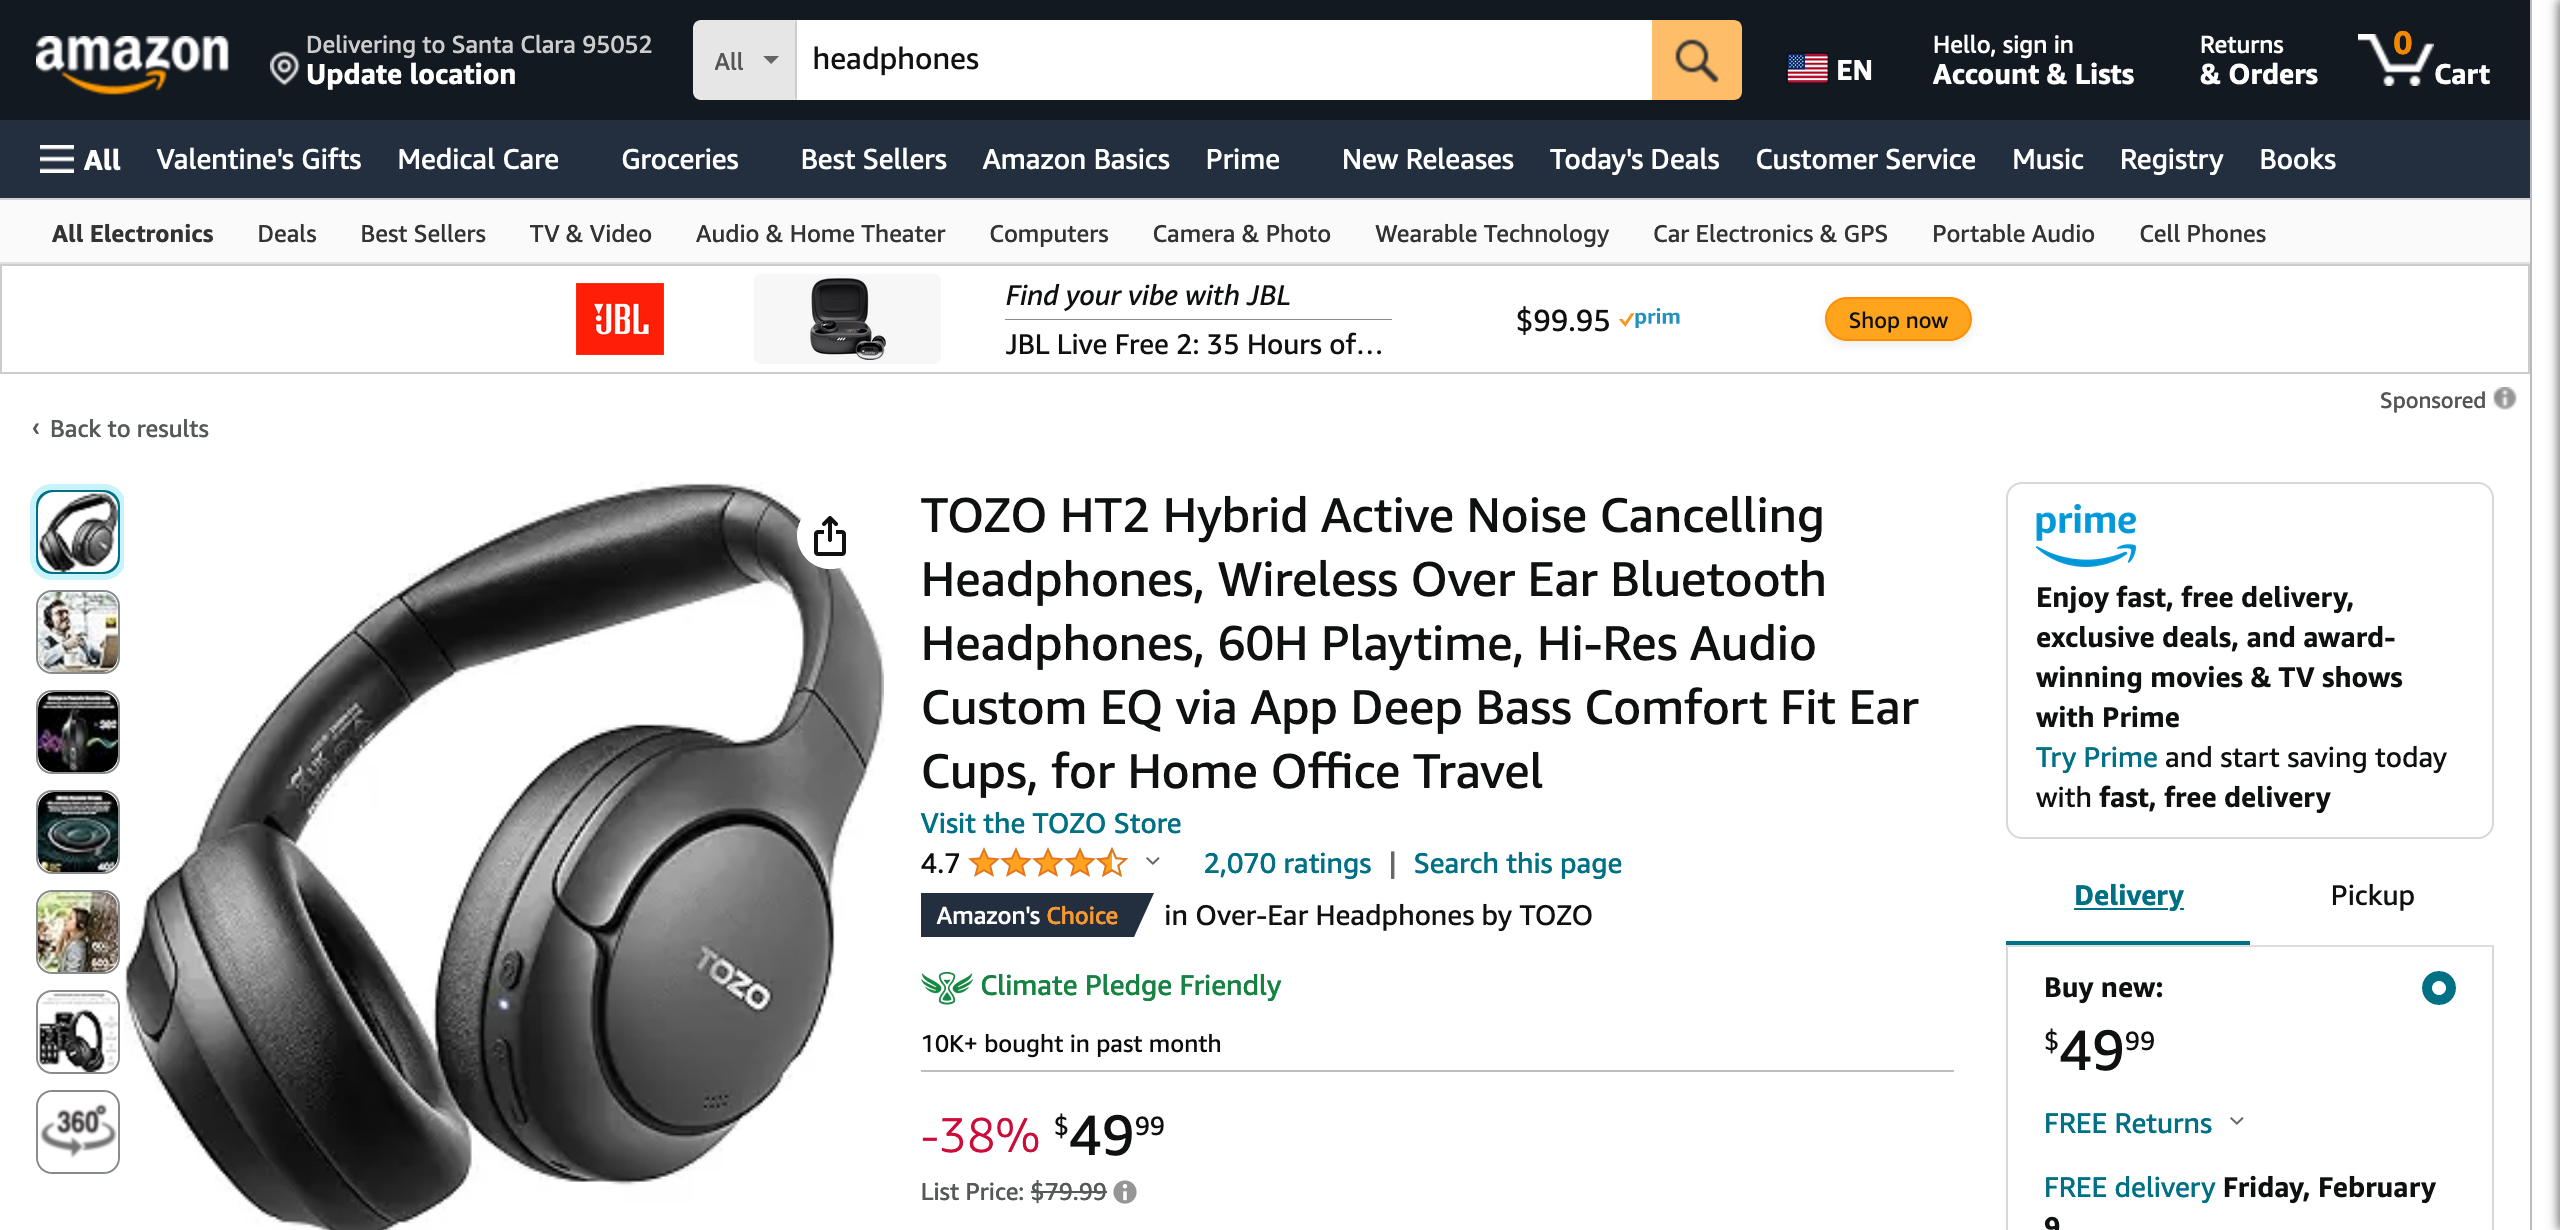 amazon
Delivering to Santa Clara 95052
Update location
All
headphones
EN
Hello, sign in
Account & Lists
Returns
& Orders
0
Cart
All
Valentine's Gifts
Medical Care
Groceries
Best Sellers
Amazon Basics
Prime
New Releases
Today's Deals
Customer Service
Music
Registry
Books
All Electronics
Deals
Best Sellers
TV & Video
Audio & Home Theater
Computers
Camera & Photo
Wearable Technology
Car Electronics & GPS
Portable Audio
Cell Phones
JBL
Find your vibe with JBL
JBL Live Free 2: 35 Hours of…
$99.95 prim
Shop now
Sponsored
‹ Back to results
TOZO
360°
TOZO HT2 Hybrid Active Noise Cancelling
Headphones, Wireless Over Ear Bluetooth
Headphones, 60H Playtime, Hi-Res Audio
Custom EQ via App Deep Bass Comfort Fit Ear
Cups, for Home Office Travel
Visit the TOZO Store
4.7
2,070 ratings | Search this page
Amazon's Choice in Over-Ear Headphones by TOZO
Climate Pledge Friendly
10K+ bought in past month
-38% $49 99
List Price: $79.99
prime
Enjoy fast, free delivery,
exclusive deals, and award-
winning movies & TV shows
with Prime
Try Prime and start saving today
with fast, free delivery
Delivery
Pickup
Buy new:
$49 99
FREE Returns
FREE delivery Friday, February
9